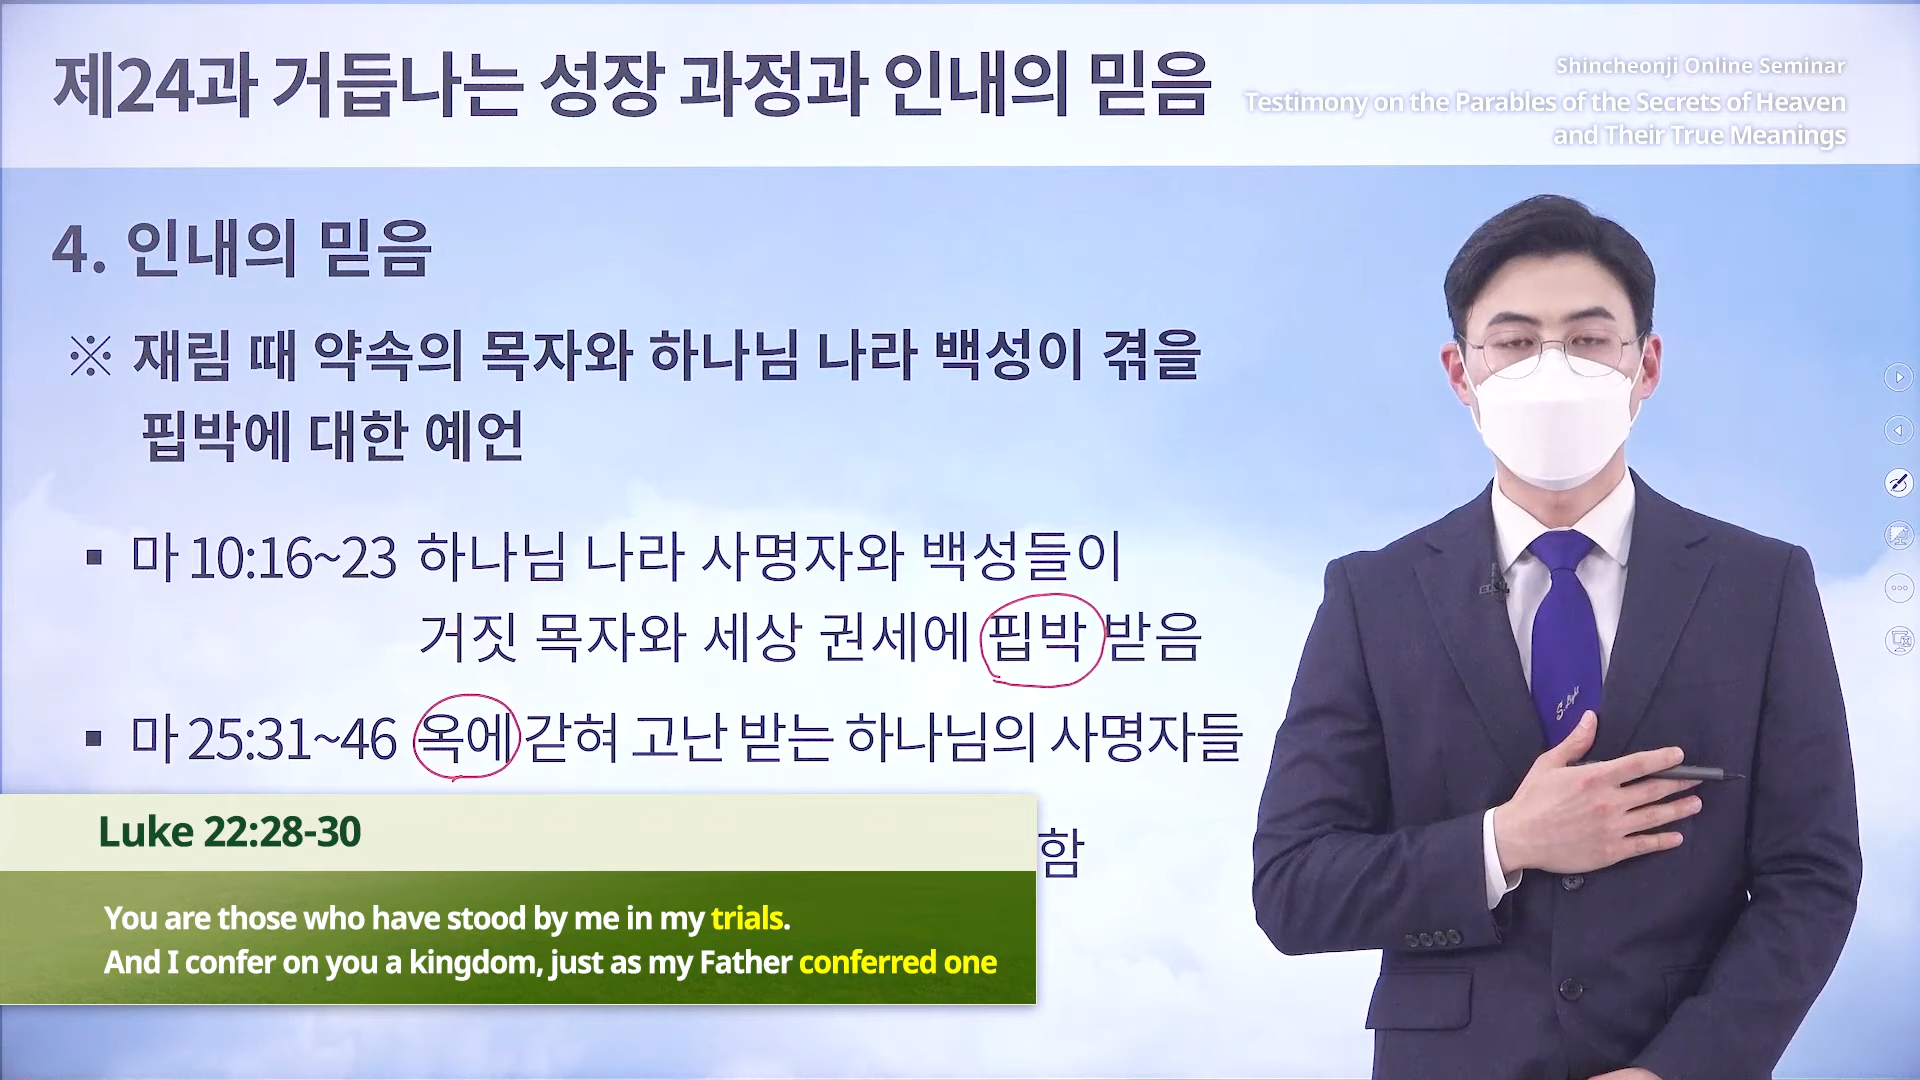 제24과 거듭나는 성장 과정과 인내의 믿음
Shincheonji Online Seminar
Testimony on the Parables of the Secrets of Heaven
and Their True Meanings
4. 인내의 믿음
※ 재림 때 약속의 목자와 하나님 나라 백성이 겪을
핍박에 대한 예언
▪ 마 10:16~23 하나님 나라 사명자와 백성들이
거짓 목자와 세상 권세에 핍박 받음
▪ 마 25:31~46 옥에 갇혀 고난 받는 하나님의 사명자들
함
Luke 22:28-30
You are those who have stood by me in my trials.
And I confer on you a kingdom, just as my Father conferred one